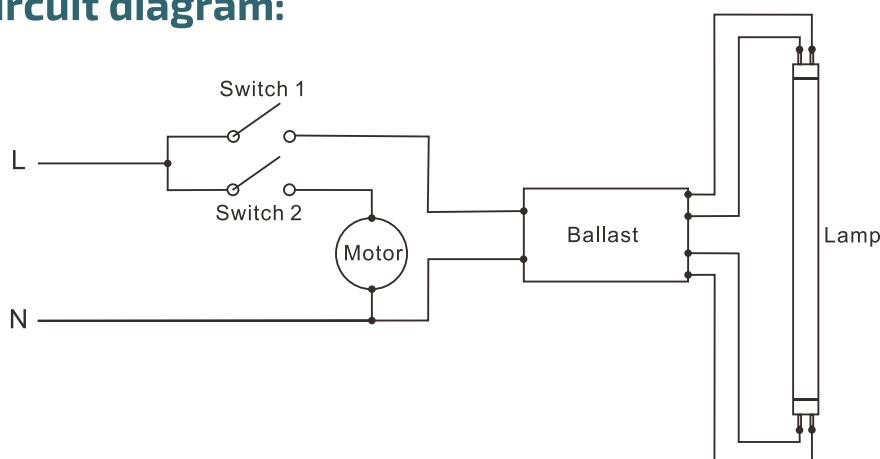 ircuit diagram:
Switch 1
L
Switch 2
Motor
Ballast
Lamp
N